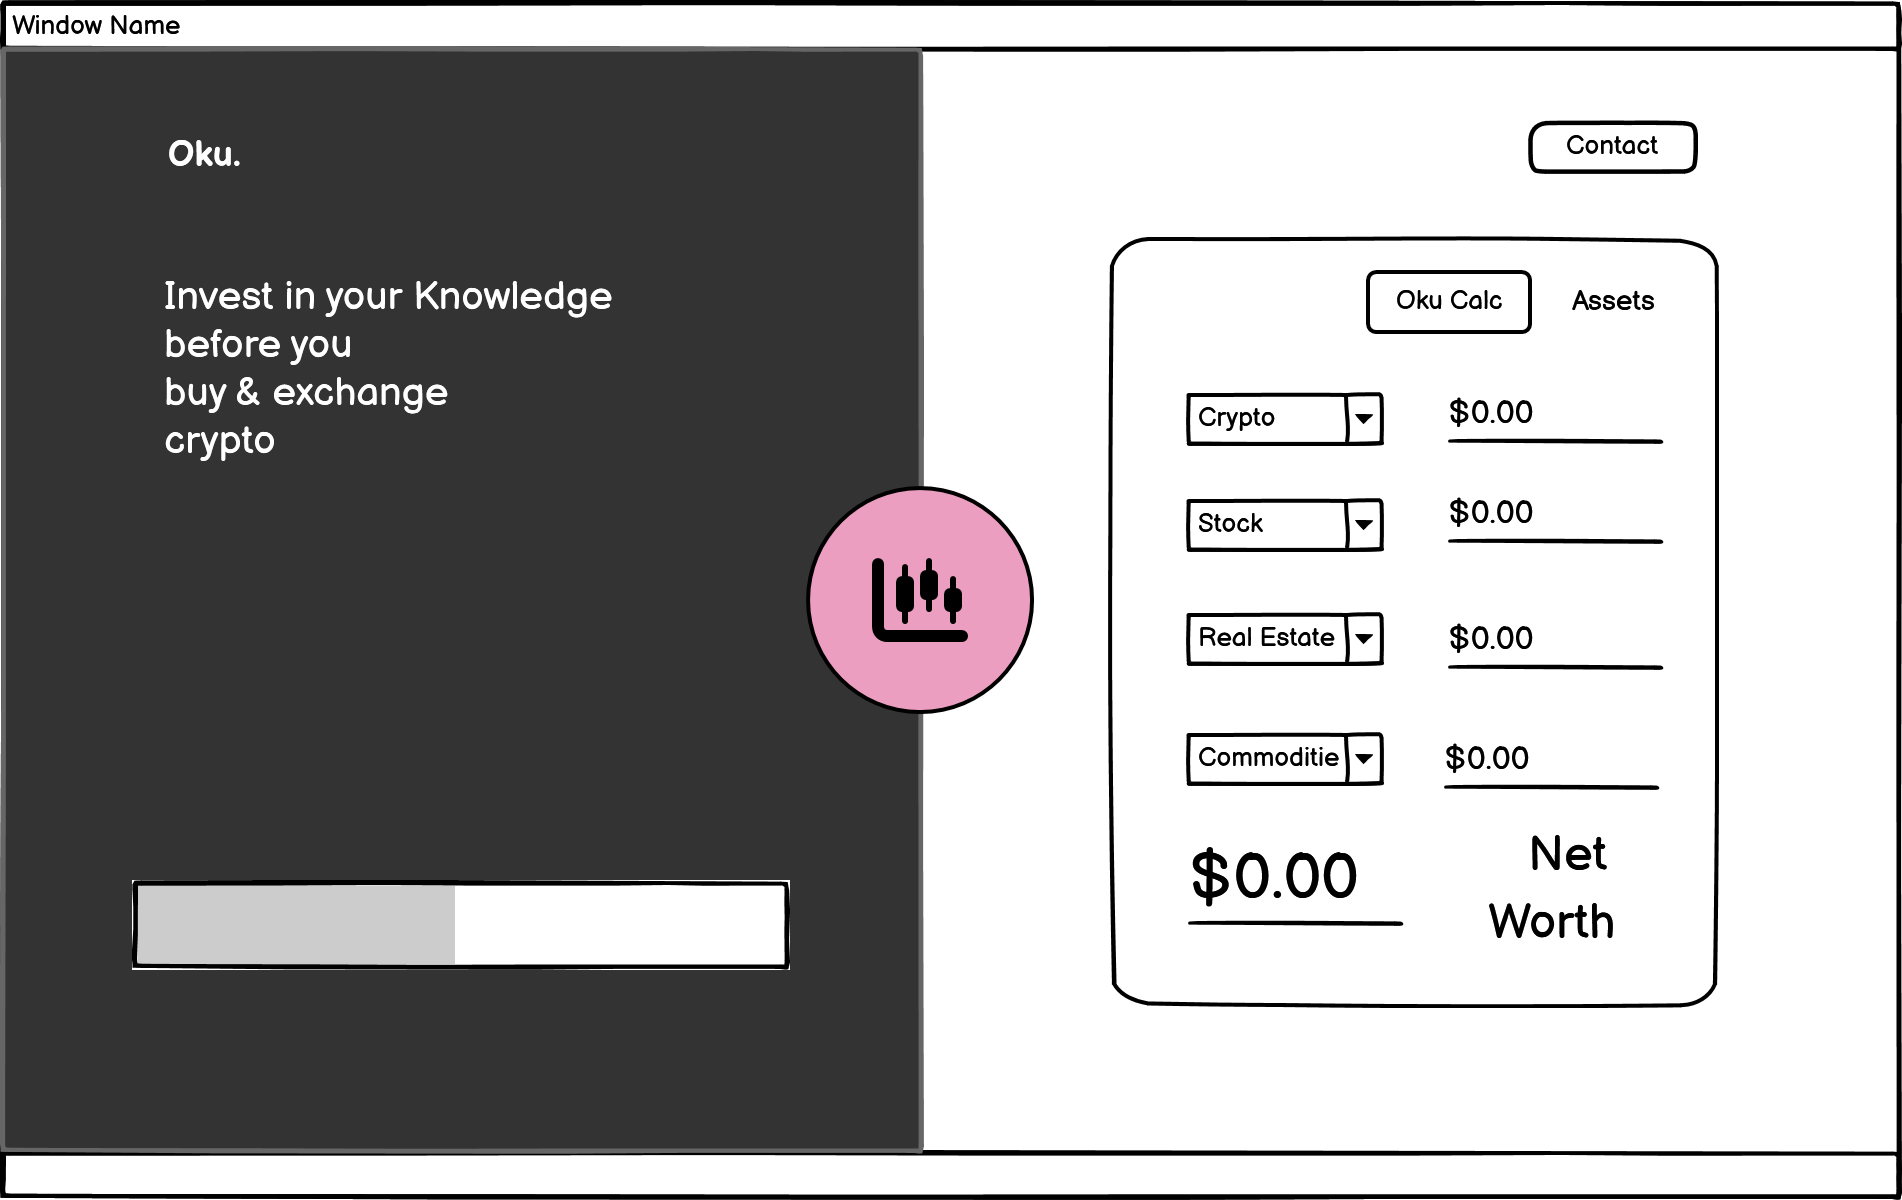 Window Name
Oku.
Invest in your Knowledge
before you
buy & exchange
crypto
Contact
Oku Calc
Assets
Crypto
$0.00
Stock
$0.00
Real Estate
$0.00
Commoditie
$0.00
$0.00
Net
Worth